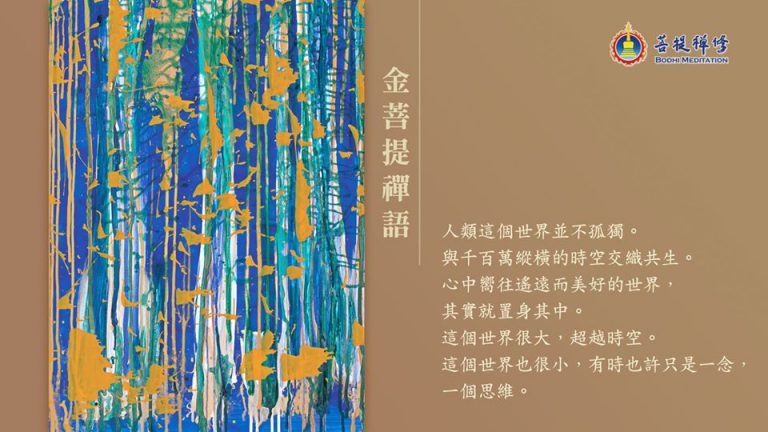 菩提禪修
BODHI MEDITATION
金菩提禪語
人類這個世界並不孤獨。
與千百萬縱橫的時空交織共生。
心中嚮往遙遠而美好的世界，
其實就置身其中。
這個世界很大，超越時空。
這個世界也很小，有時也許只是一念，
一個思維。